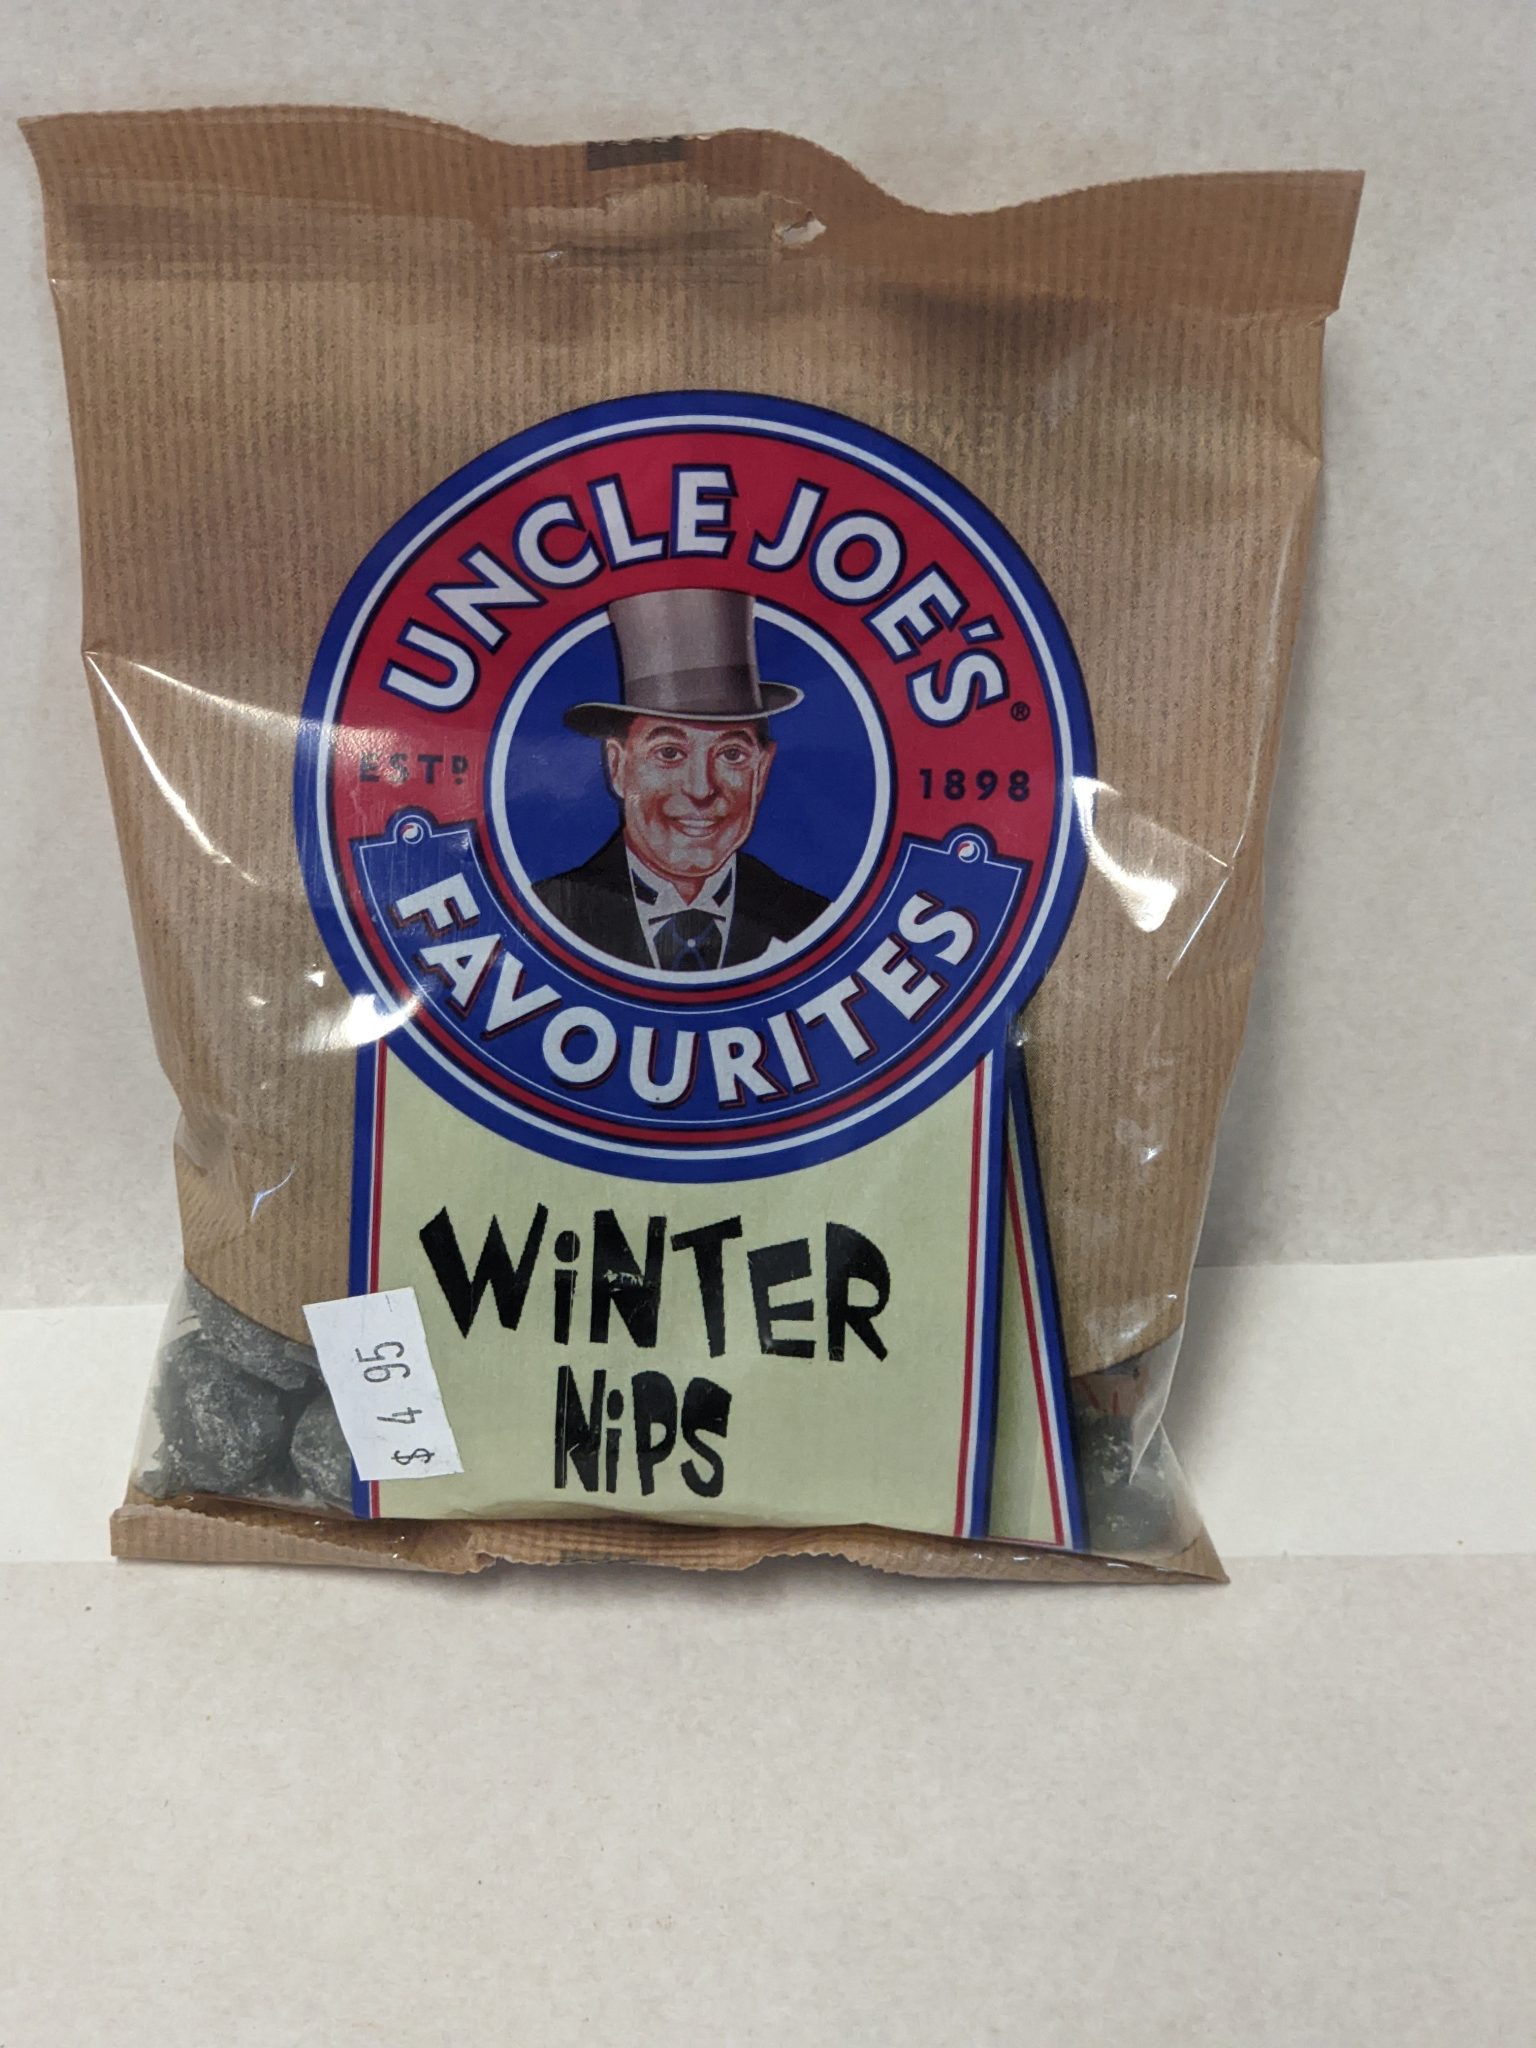 UNCLE JOE'S®
ESTD 1898
FAVOURITES
WiNTER
NiPS
$ 4 95